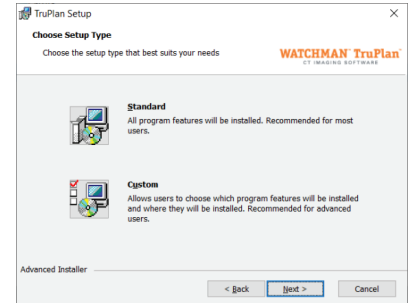 TruPlan Setup
Choose Setup Type
Choose the setup type that best suits your needs
WATCHMAN™ TruPlan™
CT IMAGING SOFTWARE
Standard
All program features will be installed. Recommended for most
users.
Custom
Allows users to choose which program features will be installed
and where they will be installed. Recommended for advanced
users.
Advanced Installer
< Back
Next >
Cancel